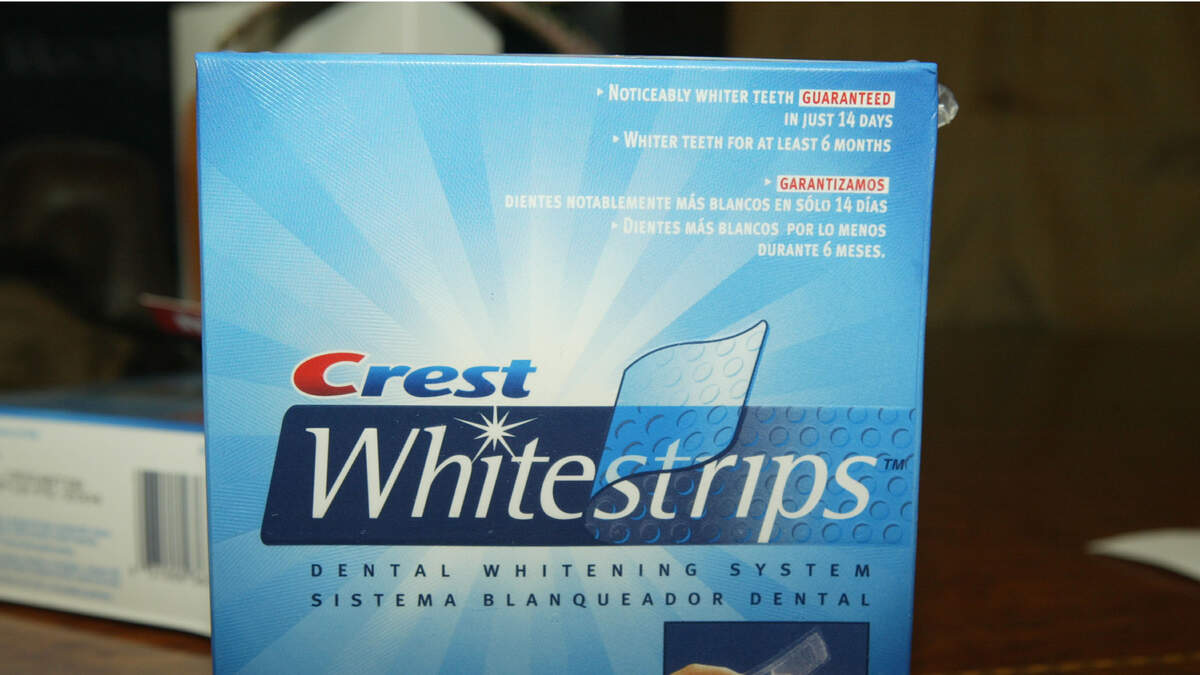 ▸ NOTICEABLY WHITER TEETH GUARANTEED
IN JUST 14 DAYS
▸ WHITER TEETH FOR AT LEAST 6 MONTHS
▸ GARANTIZAMOS
DIENTES NOTABLEMENTE MÁS BLANCOS EN SÓLO 14 DÍAS
▸ DIENTES MÁS BLANCOS POR LO MENOS
DURANTE 6 MESES.
Crest
Whitestrips™
DENTAL WHITENING SYSTEM
SISTEMA BLANQUEADOR DENTAL